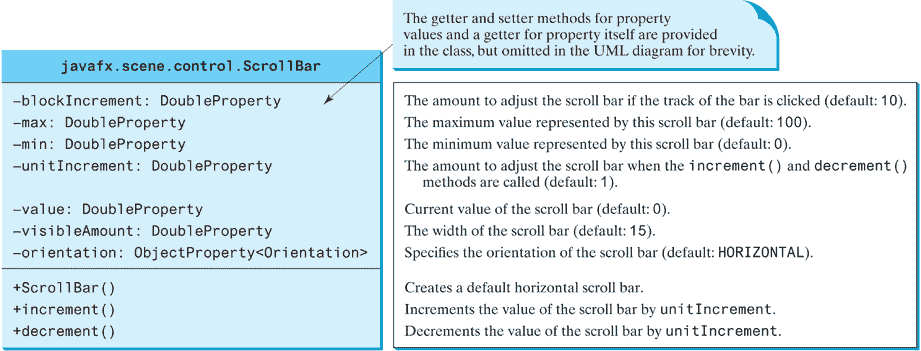 The getter and setter methods for property
values and a getter for property itself are provided
in the class, but omitted in the UML diagram for brevity.
javafx.scene.control.ScrollBar
-blockIncrement: DoubleProperty
The amount to adjust the scroll bar if the track of the bar is clicked (default: 10).
-max: DoubleProperty
The maximum value represented by this scroll bar (default: 100).
-min: DoubleProperty
The minimum value represented by this scroll bar (default: 0).
-unitIncrement: DoubleProperty
The amount to adjust the scroll bar when the increment() and decrement()
methods are called (default: 1).
-value: DoubleProperty
Current value of the scroll bar (default: 0).
-visibleAmount: DoubleProperty
The width of the scroll bar (default: 15).
-orientation: ObjectProperty<Orientation>
Specifies the orientation of the scroll bar (default: HORIZONTAL).
+ScrollBar()
Creates a default horizontal scroll bar.
+increment()
Increments the value of the scroll bar by unitIncrement.
+decrement()
Decrements the value of the scroll bar by unitIncrement.